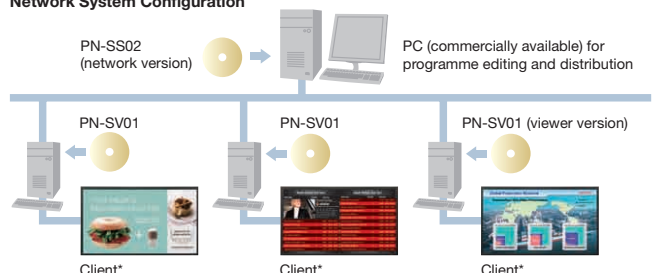 Network System Configuration
PN-SS02
(network version)
PC (commercially available) for
programme editing and distribution
PN-SV01
PN-SV01
PN-SV01 (viewer version)
Client*
Client*
Client*